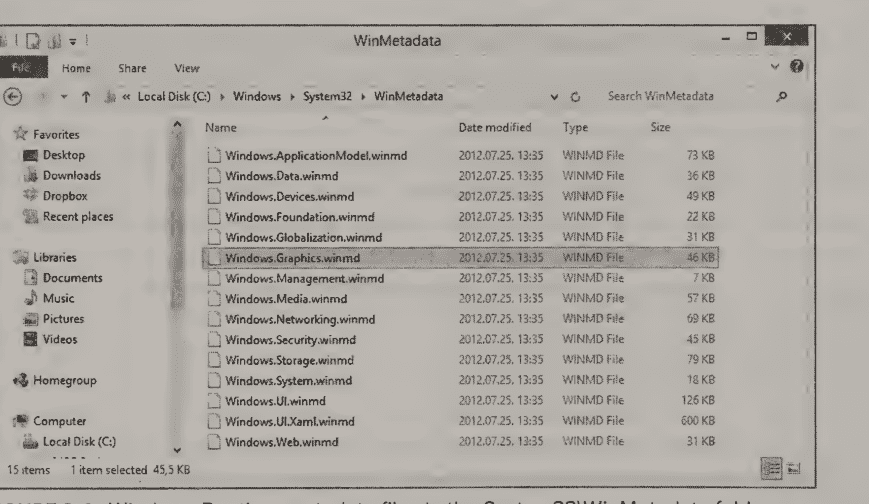 WinMetadata
FILE Home Share View
« Local Disk (C:) Windows System32 WinMetadata Search WinMetadata
Favorites
Desktop
Downloads
Dropbox
Recent places
Libraries
Documents
Music
Pictures
Videos
Homegroup
Computer
Local Disk (C:)
Name Date modified Type Size
Windows.ApplicationModel.winmd 2012.07.25. 13:35 WINMD File 73 KB
Windows.Data.winmd 2012.07.25. 13:35 WINMD File 36 KB
Windows.Devices.winmd 2012.07.25. 13:35 WINMD File 49 KB
Windows.Foundation.winmd 2012.07.25. 13:35 WINMD File 22 KB
Windows.Globalization.winmd 2012.07.25. 13:35 WINMD File 31 KB
Windows.Graphics.winmd 2012.07.25. 13:35 WINMD File 46 KB
Windows.Management.winmd 2012.07.25. 13:35 WINMD File 7 KB
Windows.Media.winmd 2012.07.25. 13:35 WINMD File 57 KB
Windows.Networking.winmd 2012.07.25. 13:35 WINMD File 69 KB
Windows.Security.winmd 2012.07.25. 13:35 WINMD File 45 KB
Windows.Storage.winmd 2012.07.25. 13:35 WINMD File 79 KB
Windows.System.winmd 2012.07.25. 13:35 WINMD File 18 KB
Windows.UI.winmd 2012.07.25. 13:35 WINMD File 126 KB
Windows.UI.Xaml.winmd 2012.07.25. 13:35 WINMD File 600 KB
Windows.Web.winmd 2012.07.25. 13:35 WINMD File 31 KB
15 items 1 item selected 45,5 KB